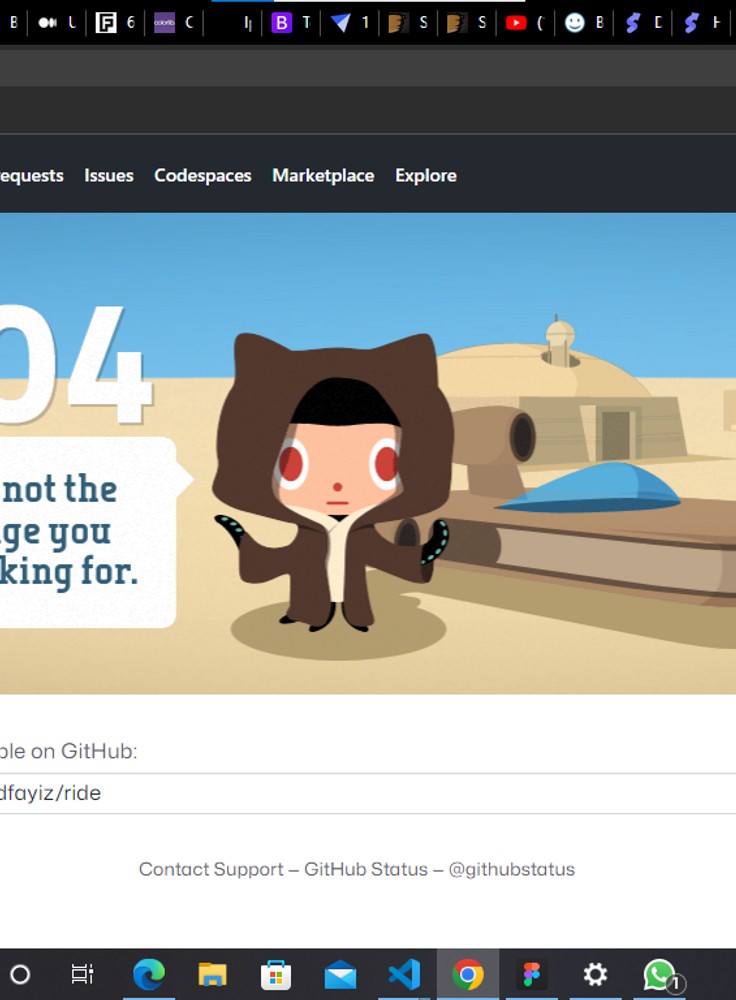 B U 6 C I| B T 1 S S ( B D H
equests Issues Codespaces Marketplace Explore
04
not the
ge you
king for.
ble on GitHub:
dfayiz/ride
Contact Support — GitHub Status — @githubstatus
1